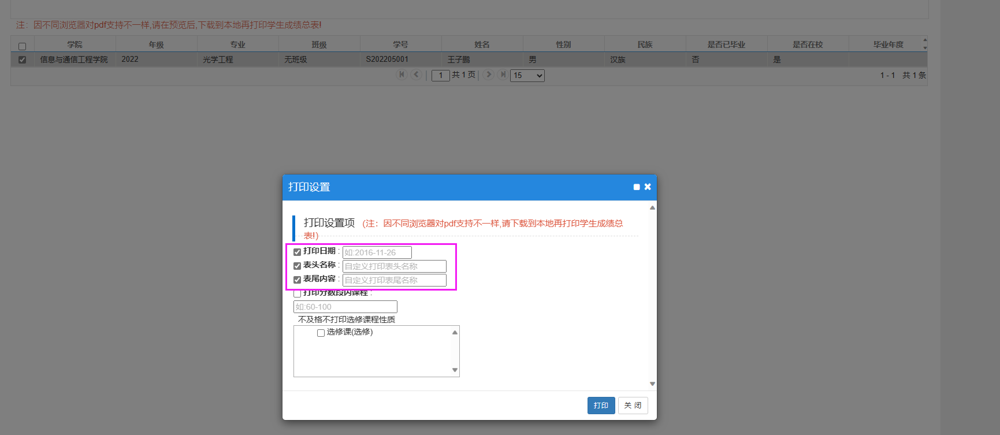 注：因不同浏览器对pdf支持不一样,请在预览后,下载到本地再打印学生成绩总表!
学院 年级 专业 班级 学号 姓名 性别 民族 是否已毕业 是否在校 毕业年度
信息与通信工程学院 2022 光学工程 无班级 S202205001 王子鹏 男 汉族 否 是
1 共 1 页 15 1 - 1 共 1 条
打印设置
打印设置项 (注：因不同浏览器对pdf支持不一样,请下载到本地再打印学生成绩总
表!)
打印日期 : 如:2016-11-26
表头名称 : 自定义打印表头名称
表尾内容 : 自定义打印表尾名称
打印分数段内课程 :
如:60-100
不及格不打印选修课程性质
选修课(选修)
打印 关 闭